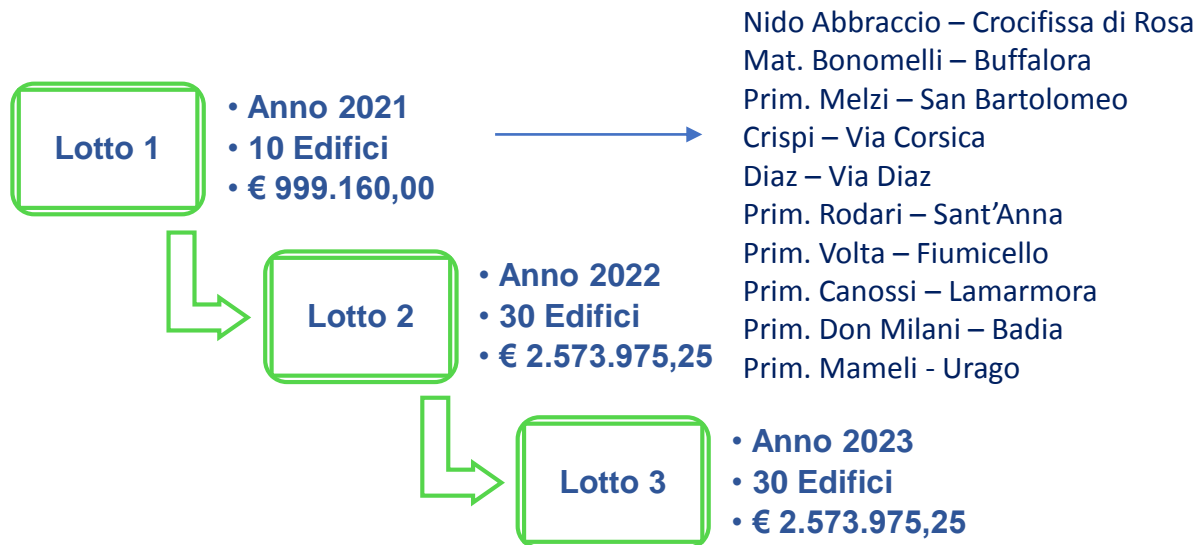 Lotto 1
• Anno 2021
• 10 Edifici
• € 999.160,00
Nido Abbraccio – Crocifissa di Rosa
Mat. Bonomelli – Buffalora
Prim. Melzi – San Bartolomeo
Crispi – Via Corsica
Diaz – Via Diaz
Prim. Rodari – Sant’Anna
Prim. Volta – Fiumicello
Prim. Canossi – Lamarmora
Prim. Don Milani – Badia
Prim. Mameli - Urago
Lotto 2
• Anno 2022
• 30 Edifici
• € 2.573.975,25
Lotto 3
• Anno 2023
• 30 Edifici
• € 2.573.975,25